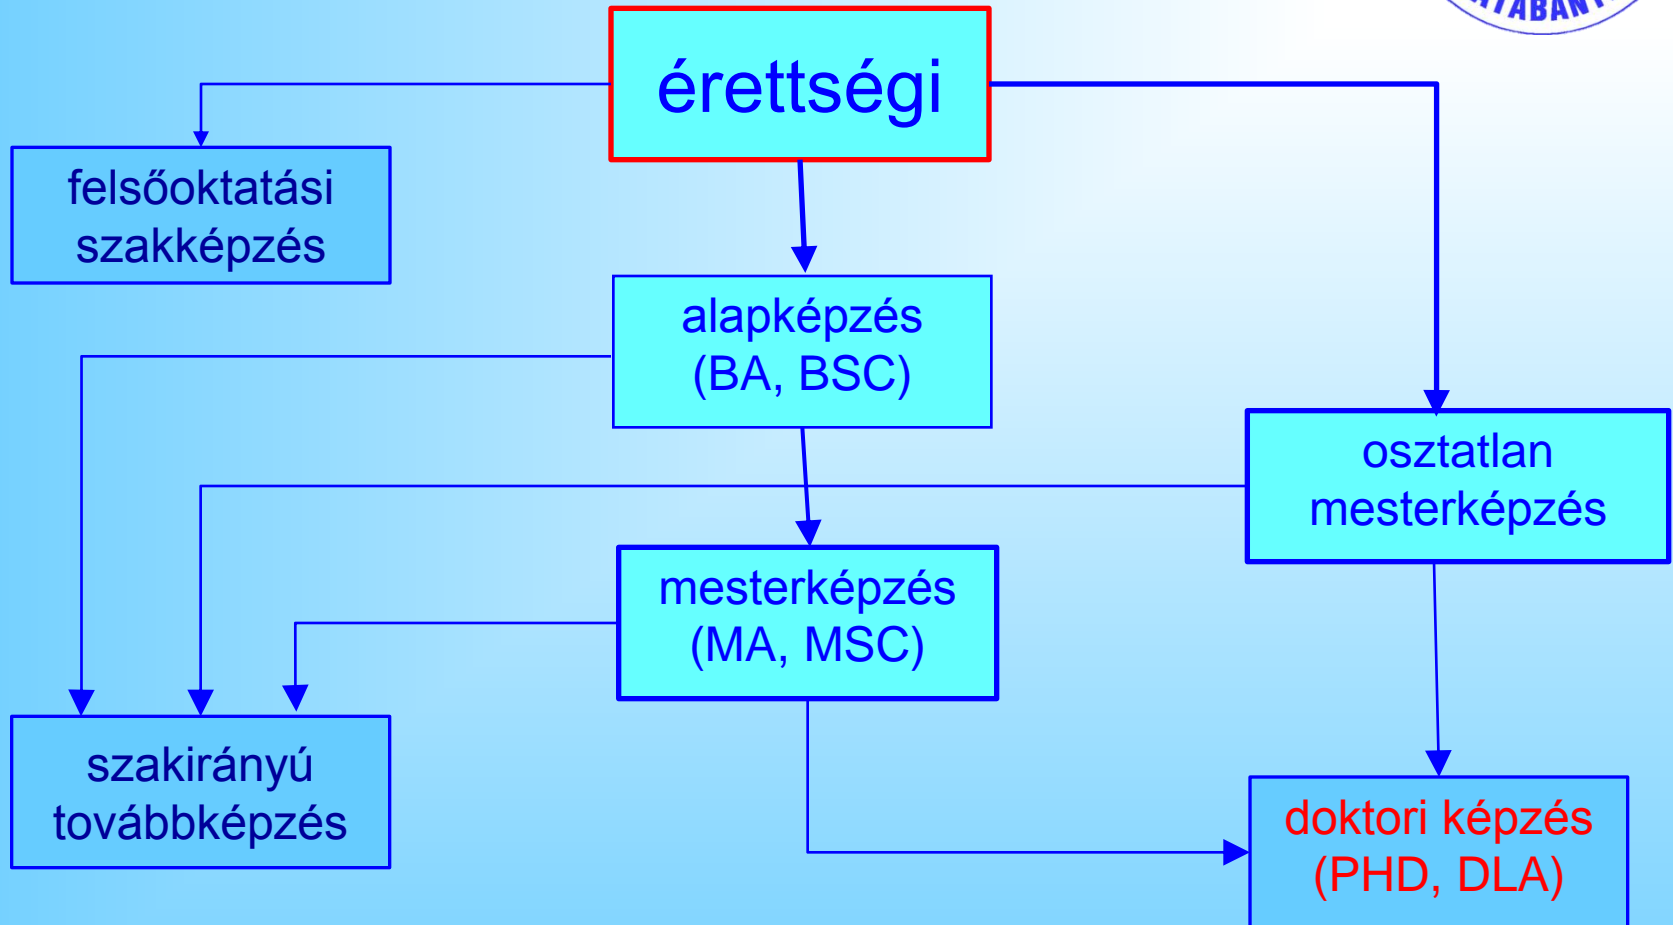 érettségi
felsőoktatási
szakképzés
alapképzés
(BA, BSC)
osztatlan
mesterképzés
mesterképzés
(MA, MSC)
szakirányú
továbbképzés
doktori képzés
(PHD, DLA)